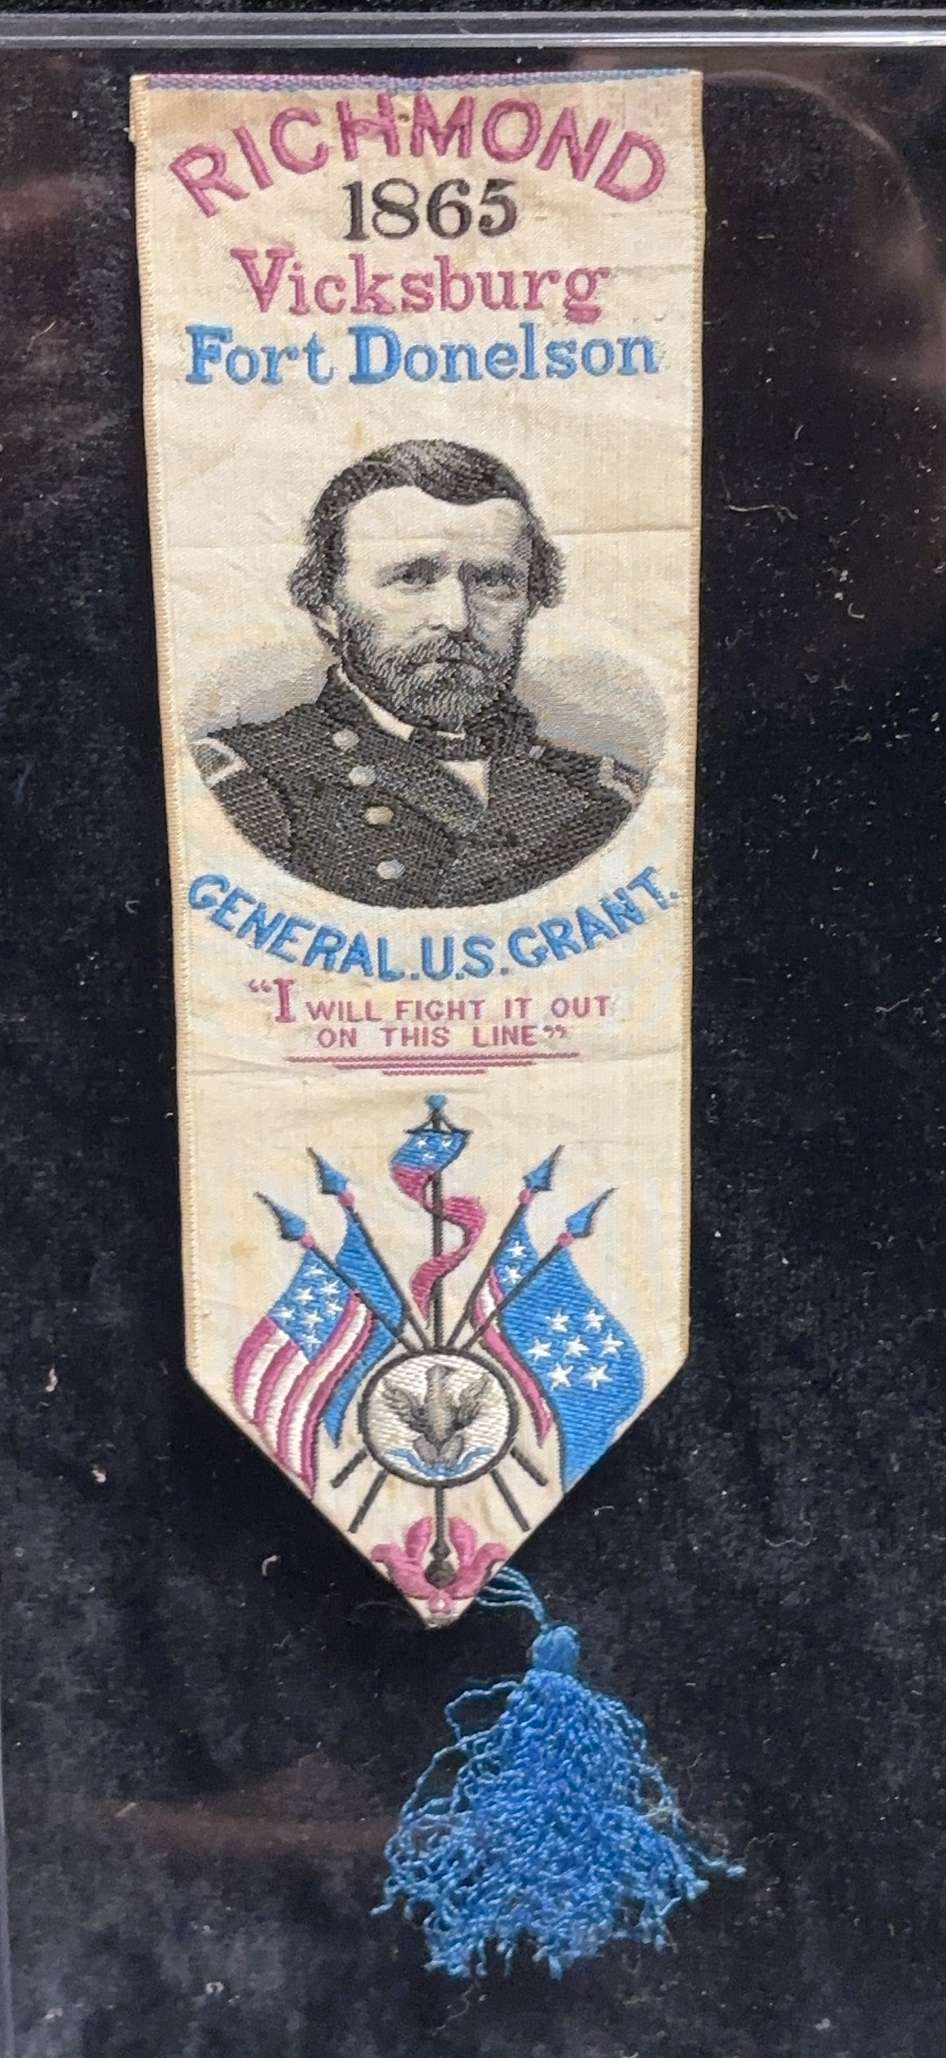 RICHMOND
1865
Vicksburg
Fort Donelson
GENERAL.U.S.GRANT.
“I WILL FIGHT IT OUT
ON THIS LINE”